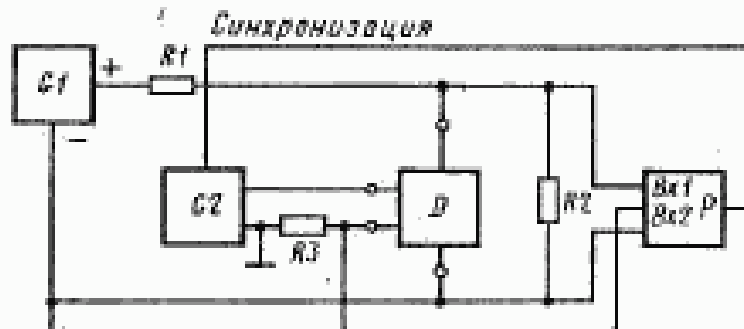 Синхронизация
+ R1
G1
−
G2
R3
D
R2
Вх1
Вх2
P